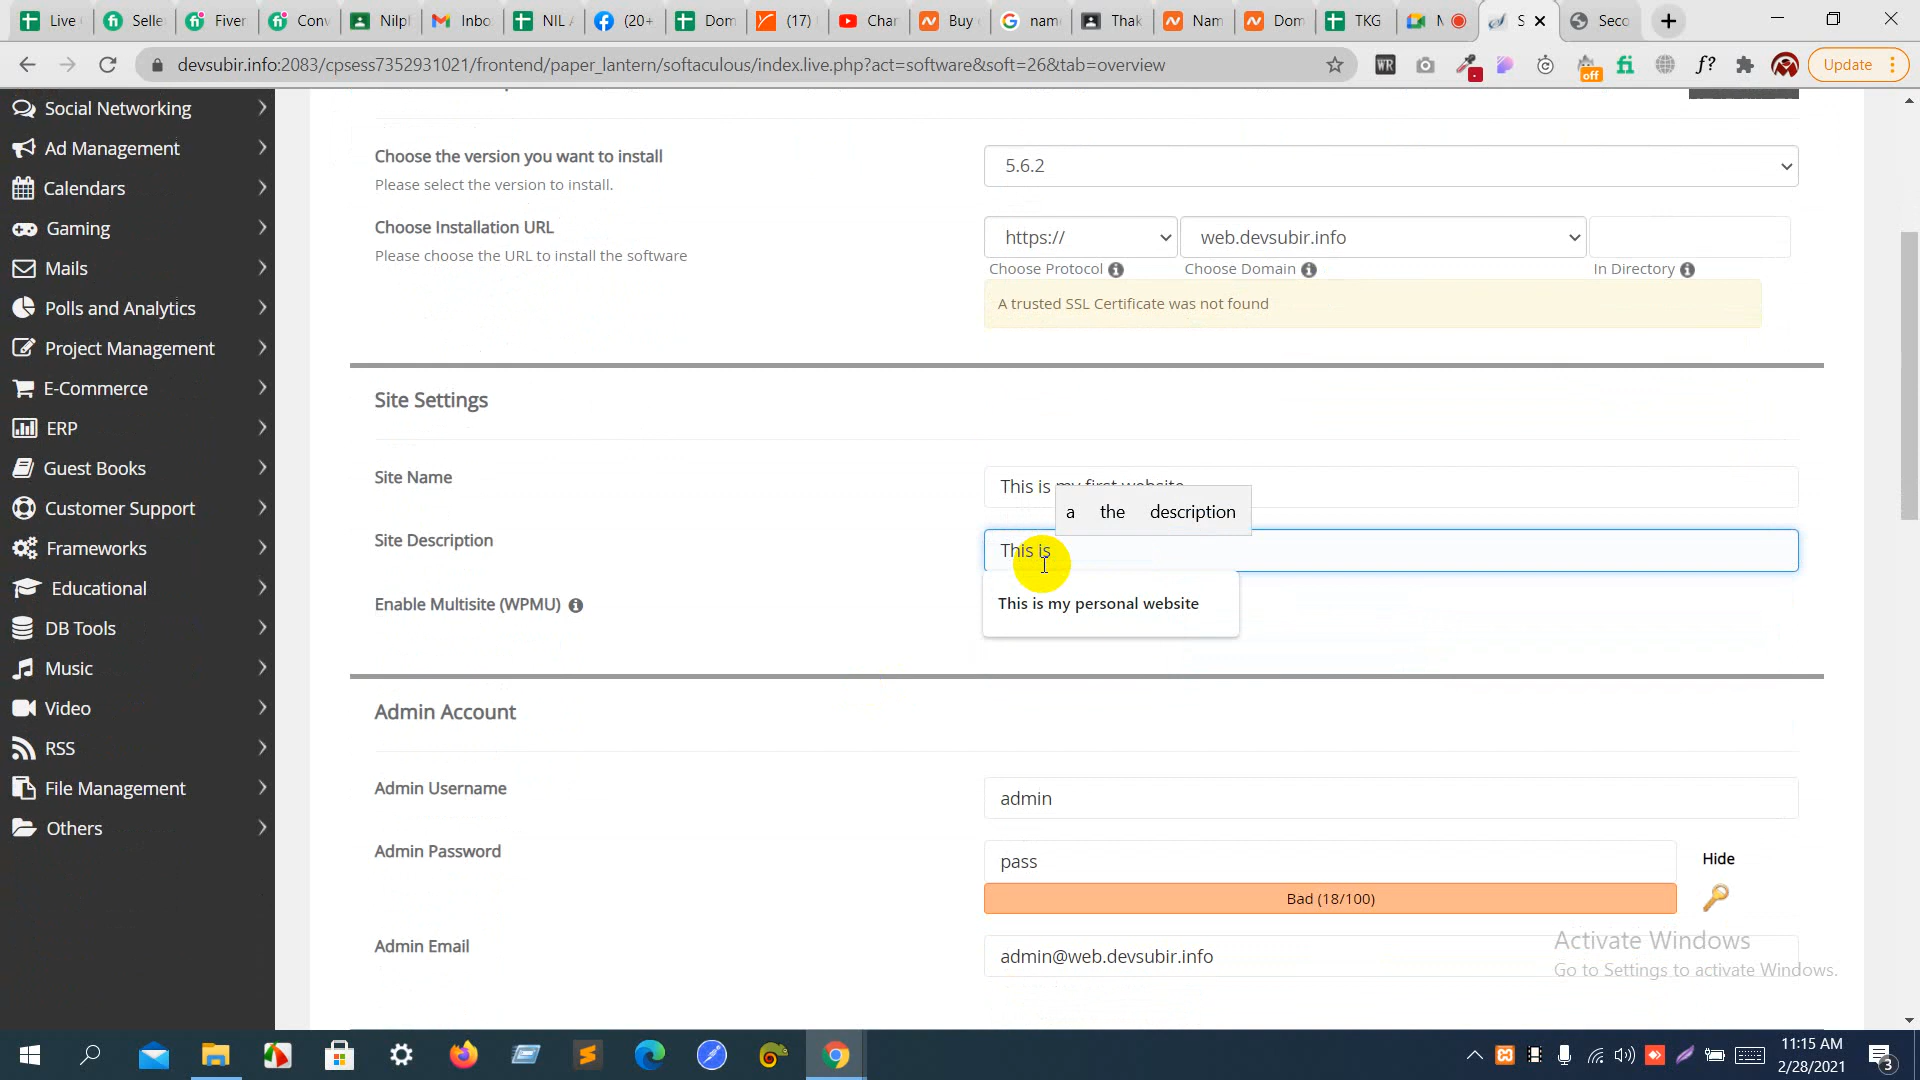 Live
Selle
Fiver
Conv
Nilph
Inbo
NIL A
(20+
Dom
(17)
Char
Buy
nam
Thak
Nam
Dom
TKG
M
S
Seco
devsubir.info:2083/cpsess7352931021/frontend/paper_lantern/softaculous/index.live.php?act=software&soft=26&tab=overview
WR
off
fi
f?
Update
Social Networking
Ad Management
Calendars
Gaming
Mails
Polls and Analytics
Project Management
E-Commerce
ERP
Guest Books
Customer Support
Frameworks
Educational
DB Tools
Music
Video
RSS
File Management
Others
Choose the version you want to install
Please select the version to install.
5.6.2
Choose Installation URL
Please choose the URL to install the software
https://
web.devsubir.info
Choose Protocol
Choose Domain
In Directory
A trusted SSL Certificate was not found
Site Settings
Site Name
This is my first website
a the description
Site Description
This is
This is my personal website
Enable Multisite (WPMU)
Admin Account
Admin Username
admin
Admin Password
pass
Hide
Bad (18/100)
Admin Email
admin@web.devsubir.info
Activate Windows
Go to Settings to activate Windows.
11:15 AM
2/28/2021
3